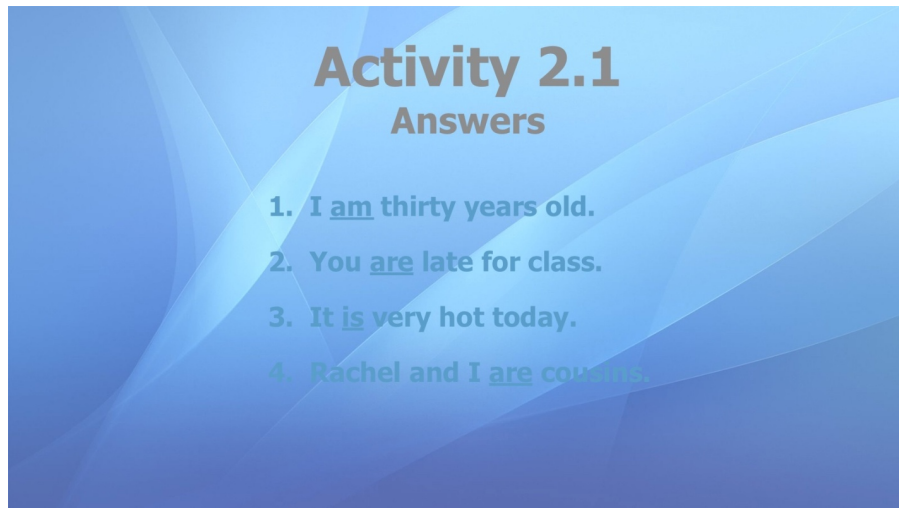 Activity 2.1
Answers
1. I am thirty years old.
2. You are late for class.
3. It is very hot today.
4. Rachel and I are cousins.